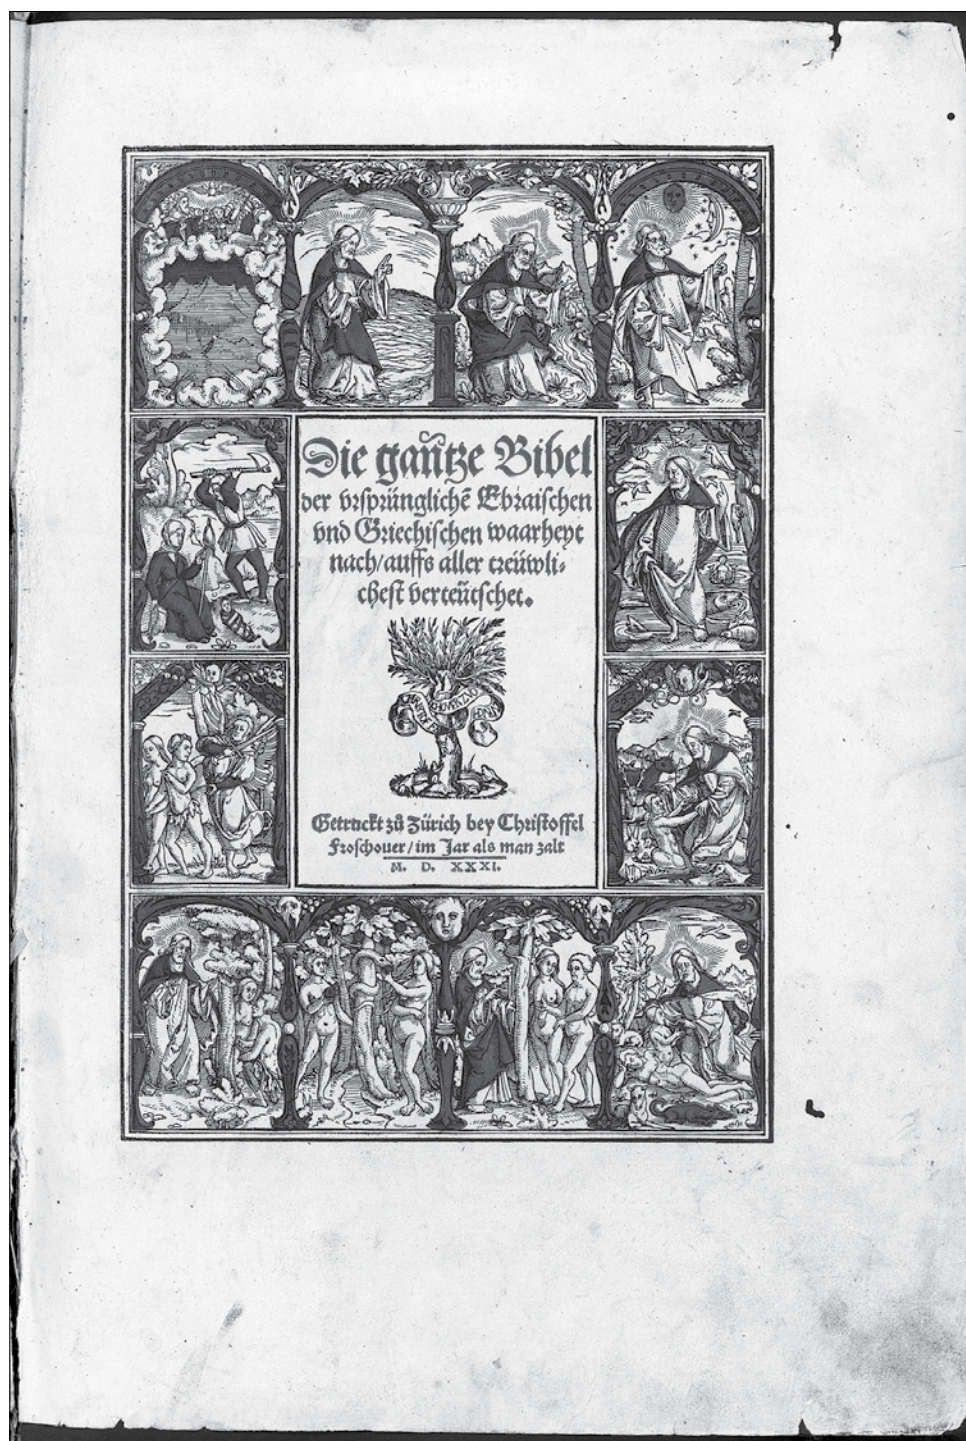 Die gantze Bibel
der vrsprünglichē Ebraischen
vnd Griechischen waarheyt
nach/auffs aller treüwli⸗
chest verteütschet.
Getruckt zů Zürich bey Christoffel
Froschouer/im Jar als man zalt
M. D. XXXI.